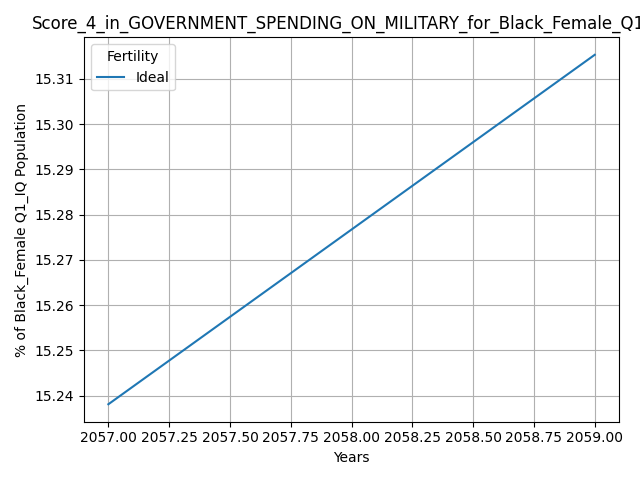 Score_4_in_GOVERNMENT_SPENDING_ON_MILITARY_for_Black_Female_Q1
Fertility
Ideal
% of Black_Female Q1_IQ Population
15.31
15.30
15.29
15.28
15.27
15.26
15.25
15.24
2057.00 2057.25 2057.50 2057.75 2058.00 2058.25 2058.50 2058.75 2059.00
Years